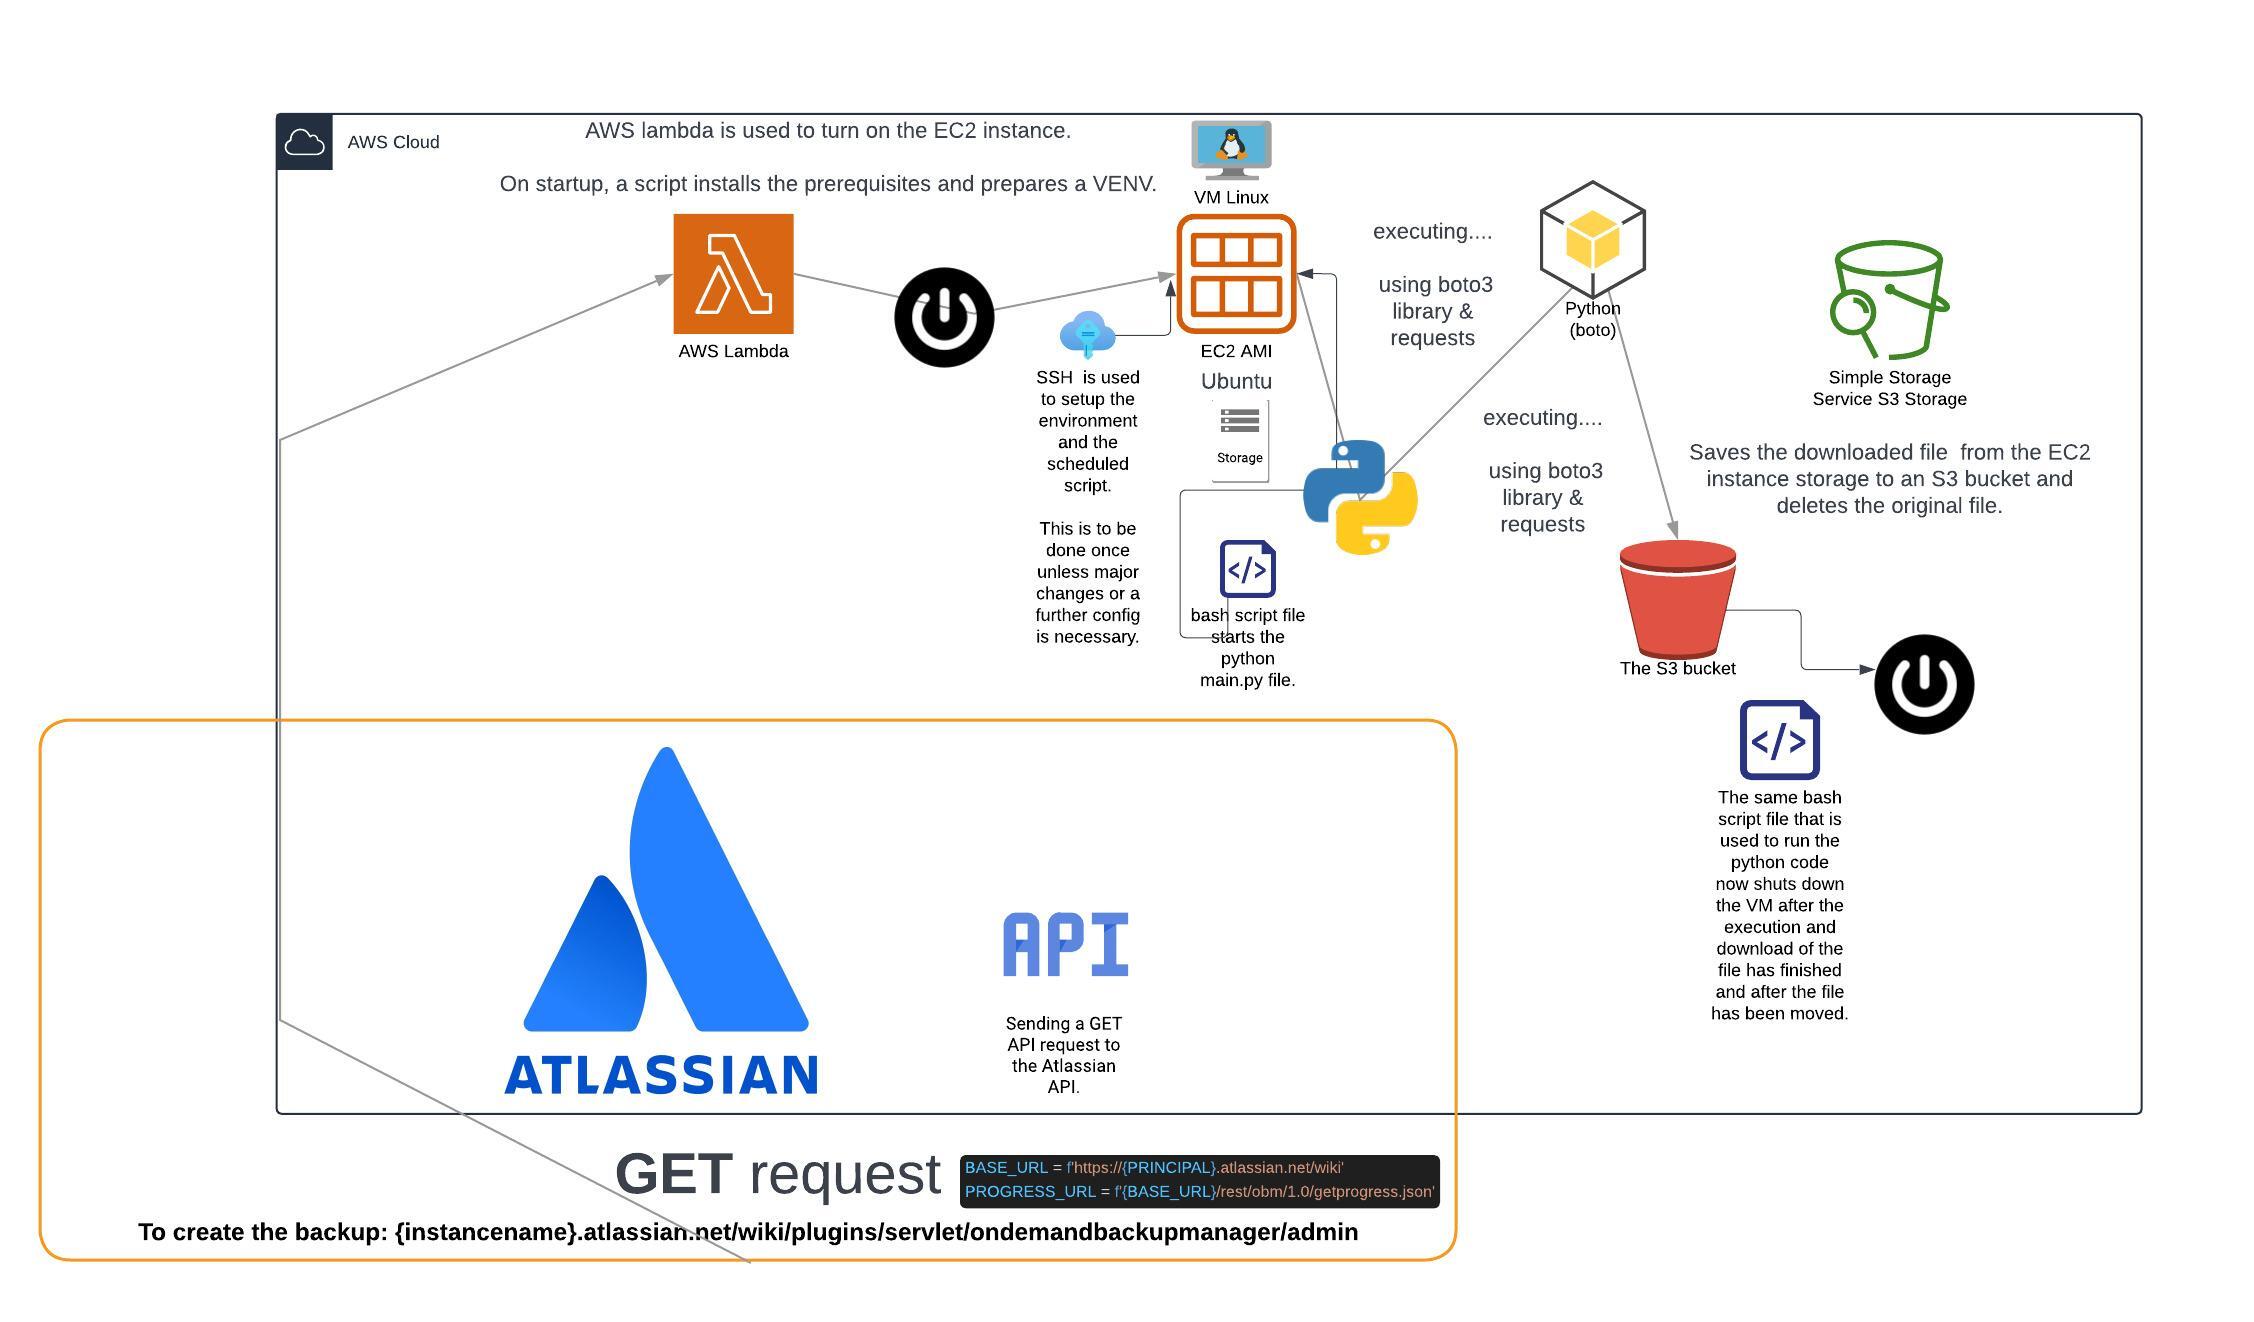 AWS Cloud
AWS lambda is used to turn on the EC2 instance.
On startup, a script installs the prerequisites and prepares a VENV.
AWS Lambda
VM Linux
EC2 AMI
Ubuntu
Storage
SSH is used
to setup the
environment
and the
scheduled
script.
This is to be
done once
unless major
changes or a
further config
is necessary.
bash script file
starts the
python
main.py file.
executing....
using boto3
library &
requests
Python
(boto)
executing....
using boto3
library &
requests
Simple Storage
Service S3 Storage
Saves the downloaded file from the EC2
instance storage to an S3 bucket and
deletes the original file.
The S3 bucket
The same bash
script file that is
used to run the
python code
now shuts down
the VM after the
execution and
download of the
file has finished
and after the file
has been moved.
ATLASSIAN
API
Sending a GET
API request to
the Atlassian
API.
GET request
BASE_URL = f'https://{PRINCIPAL}.atlassian.net/wiki'
PROGRESS_URL = f'{BASE_URL}/rest/obm/1.0/getprogress.json'
To create the backup: {instancename}.atlassian.net/wiki/plugins/servlet/ondemandbackupmanager/admin